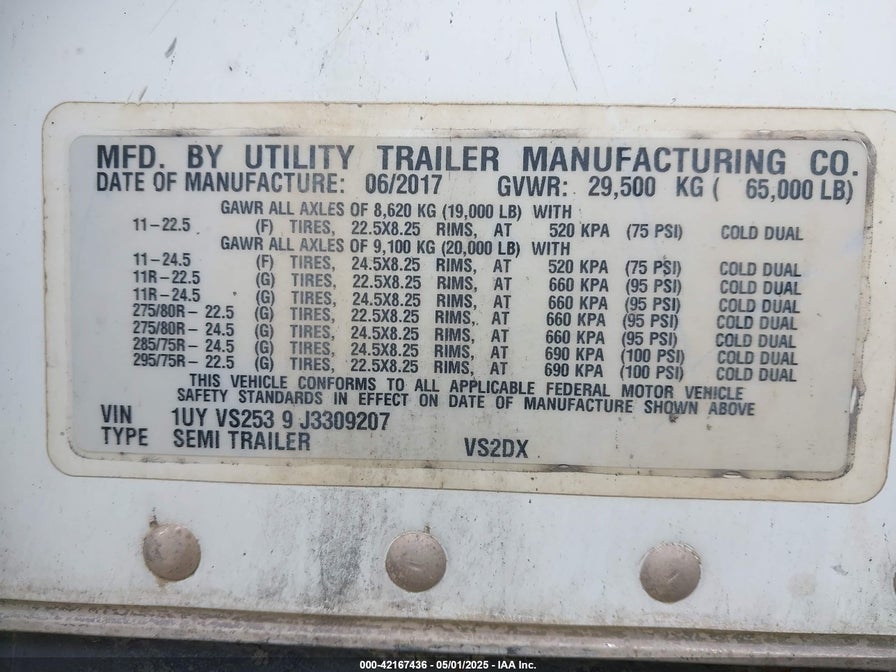 MFD. BY UTILITY TRAILER MANUFACTURING CO.
DATE OF MANUFACTURE: 06/2017 GVWR: 29,500 KG ( 65,000 LB)
GAWR ALL AXLES OF 8,620 KG (19,000 LB) WITH
11-22.5 (F) TIRES, 22.5X8.25 RIMS, AT 520 KPA (75 PSI) COLD DUAL
GAWR ALL AXLES OF 9,100 KG (20,000 LB) WITH
11-24.5 (F) TIRES, 24.5X8.25 RIMS, AT 520 KPA (75 PSI) COLD DUAL
11R-22.5 (G) TIRES, 22.5X8.25 RIMS, AT 660 KPA (95 PSI) COLD DUAL
11R-24.5 (G) TIRES, 24.5X8.25 RIMS, AT 660 KPA (95 PSI) COLD DUAL
275/80R-22.5 (G) TIRES, 22.5X8.25 RIMS, AT 660 KPA (95 PSI) COLD DUAL
275/80R-24.5 (G) TIRES, 24.5X8.25 RIMS, AT 660 KPA (95 PSI) COLD DUAL
285/75R-24.5 (G) TIRES, 24.5X8.25 RIMS, AT 690 KPA (100 PSI) COLD DUAL
295/75R-22.5 (G) TIRES, 22.5X8.25 RIMS, AT 690 KPA (100 PSI) COLD DUAL
THIS VEHICLE CONFORMS TO ALL APPLICABLE FEDERAL MOTOR VEHICLE
SAFETY STANDARDS IN EFFECT ON DATE OF MANUFACTURE SHOWN ABOVE
VIN 1UY VS253 9 J3309207
TYPE SEMI TRAILER VS2DX
000-42167436 - 05/01/2025 - IAA Inc.